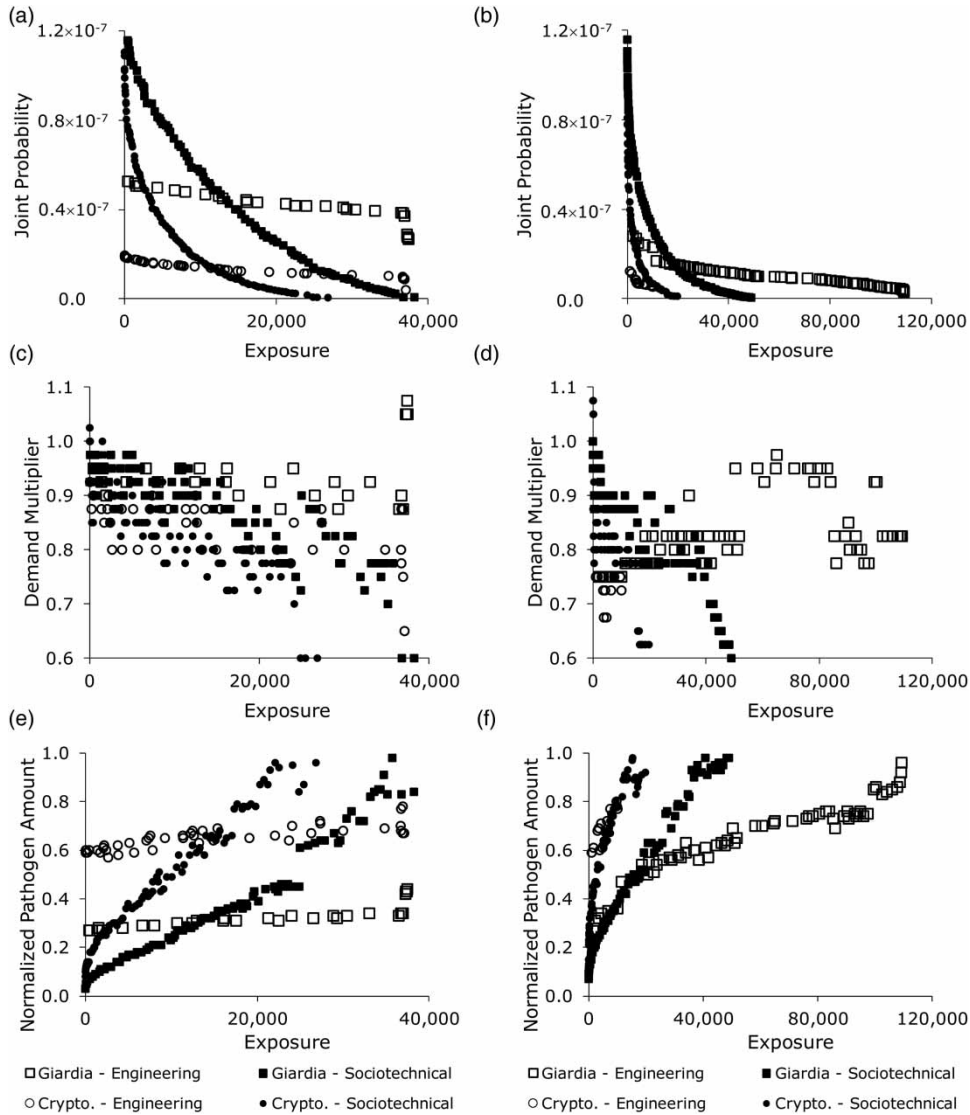 (a)
1.2×10⁻⁷
0.8×10⁻⁷
0.4×10⁻⁷
0.0
Joint Probability
0 20,000 40,000
Exposure
(b)
1.2×10⁻⁷
0.8×10⁻⁷
0.4×10⁻⁷
0.0
Joint Probability
0 40,000 80,000 120,000
Exposure
(c)
1.1
1.0
0.9
0.8
0.7
0.6
Demand Multiplier
0 20,000 40,000
Exposure
(d)
1.1
1.0
0.9
0.8
0.7
0.6
Demand Multiplier
0 40,000 80,000 120,000
Exposure
(e)
1.0
0.8
0.6
0.4
0.2
0.0
Normalized Pathogen Amount
0 20,000 40,000
Exposure
(f)
1.0
0.8
0.6
0.4
0.2
0.0
Normalized Pathogen Amount
0 40,000 80,000 120,000
Exposure
Giardia - Engineering
Giardia - Sociotechnical
Giardia - Engineering
Giardia - Sociotechnical
Crypto. - Engineering
Crypto. - Sociotechnical
Crypto. - Engineering
Crypto. - Sociotechnical